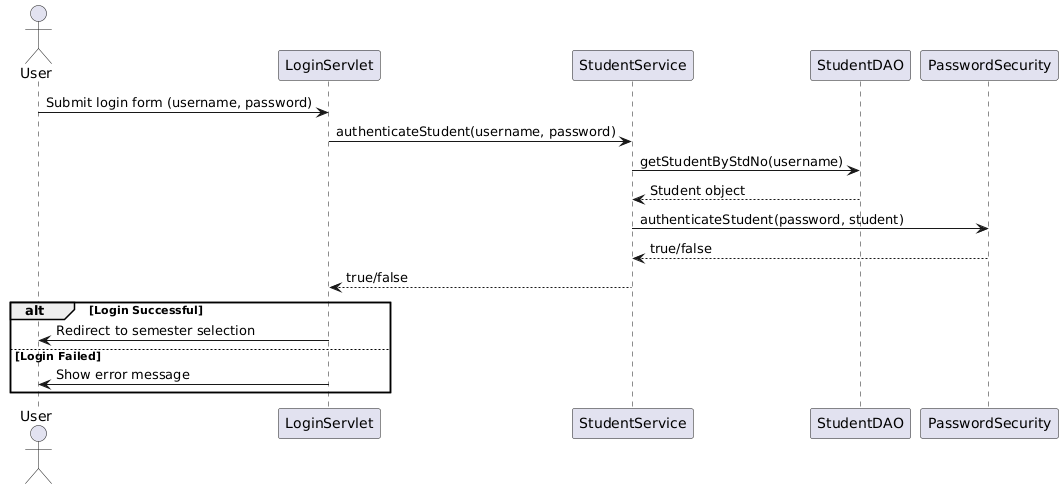 User
LoginServlet
StudentService
StudentDAO
PasswordSecurity
Submit login form (username, password)
authenticateStudent(username, password)
getStudentByStdNo(username)
Student object
authenticateStudent(password, student)
true/false
true/false
alt [Login Successful]
Redirect to semester selection
[Login Failed]
Show error message
User
LoginServlet
StudentService
StudentDAO
PasswordSecurity